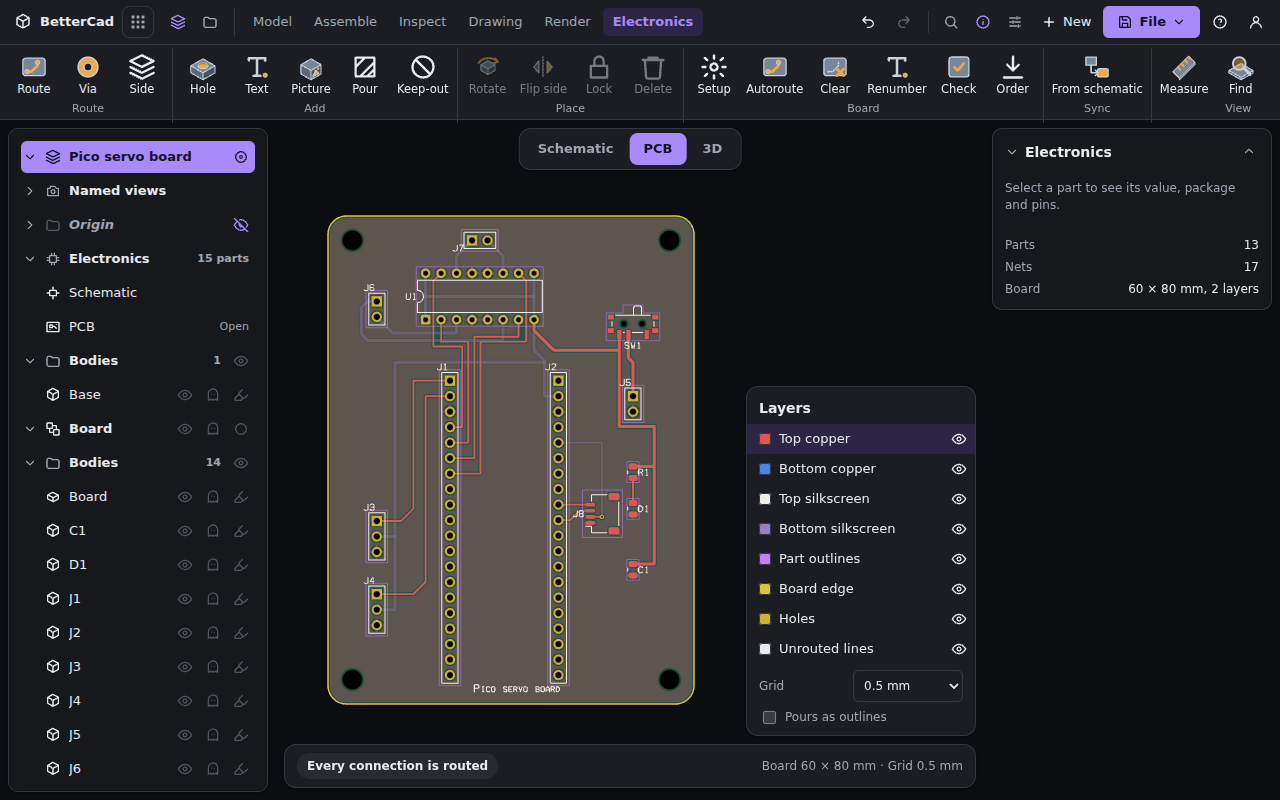 BetterCad
Model Assemble Inspect Drawing Render Electronics
New File
Route Via Side Hole Text Picture Pour Keep-out Rotate Flip side Lock Delete Setup Autoroute Clear Renumber Check Order From schematic Measure Find
Route Add Place Board Sync View
Pico servo board
Named views
Origin
Electronics 15 parts
Schematic
PCB Open
Bodies 1
Base
Board
Bodies 14
Board
C1
D1
J1
J2
J3
J4
J5
J6
Schematic PCB 3D
J7
J6
U1
SW1
J1
J2
J5
R1
J3
J8
D1
C1
J4
Pico servo board
Layers
Top copper
Bottom copper
Top silkscreen
Bottom silkscreen
Part outlines
Board edge
Holes
Unrouted lines
Grid 0.5 mm
Pours as outlines
Every connection is routed
Board 60 × 80 mm · Grid 0.5 mm
Electronics
Select a part to see its value, package
and pins.
Parts 13
Nets 17
Board 60 × 80 mm, 2 layers